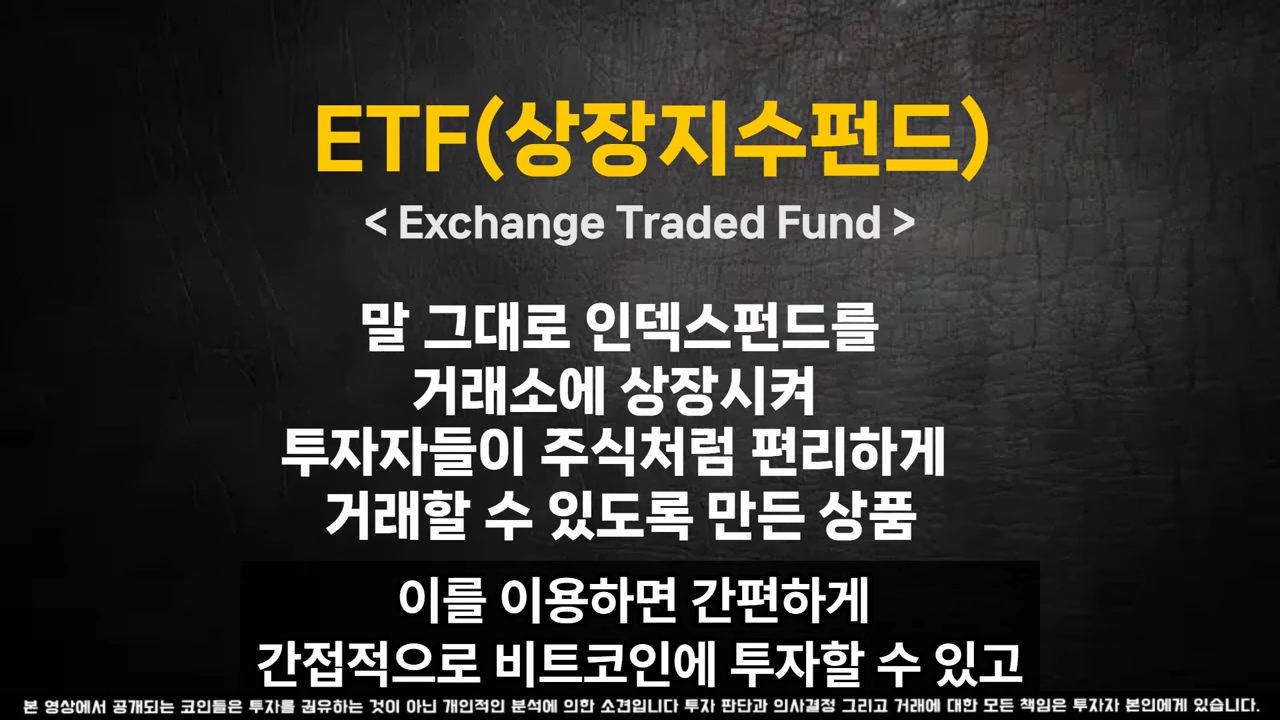 ETF(상장지수펀드)
< Exchange Traded Fund >
말 그대로 인덱스펀드를
거래소에 상장시켜
투자자들이 주식처럼 편리하게
거래할 수 있도록 만든 상품
이를 이용하면 간편하게
간접적으로 비트코인에 투자할 수 있고
본 영상에서 공개되는 코인들은 투자를 권유하는 것이 아닌 개인적인 분석에 의한 소견입니다 투자 판단과 의사결정 그리고 거래에 대한 모든 책임은 투자자 본인에게 있습니다.